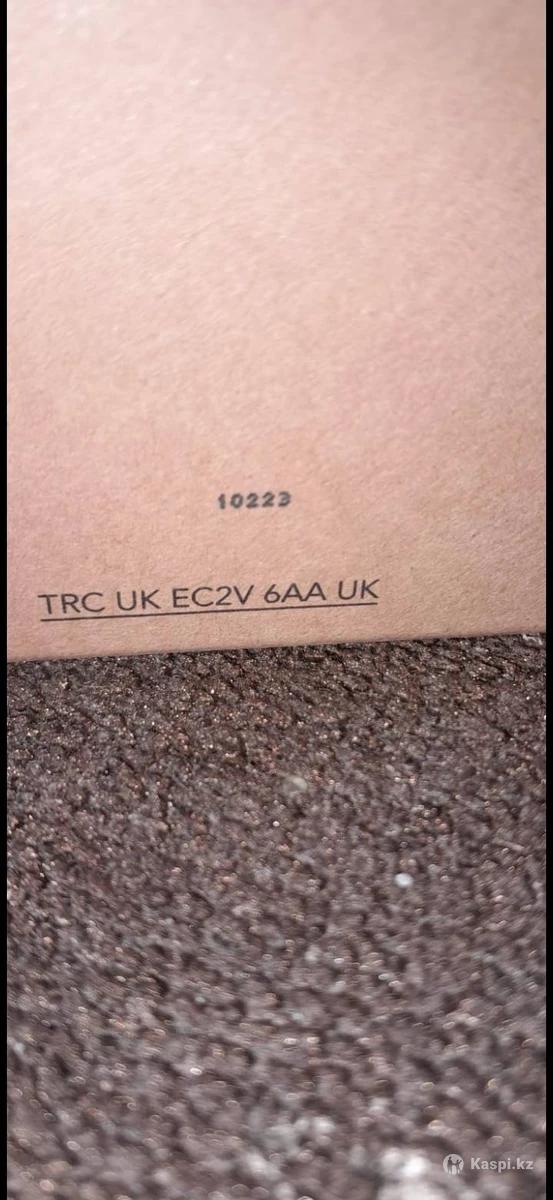 10223
TRC UK EC2V 6AA UK
Kaspi.kz